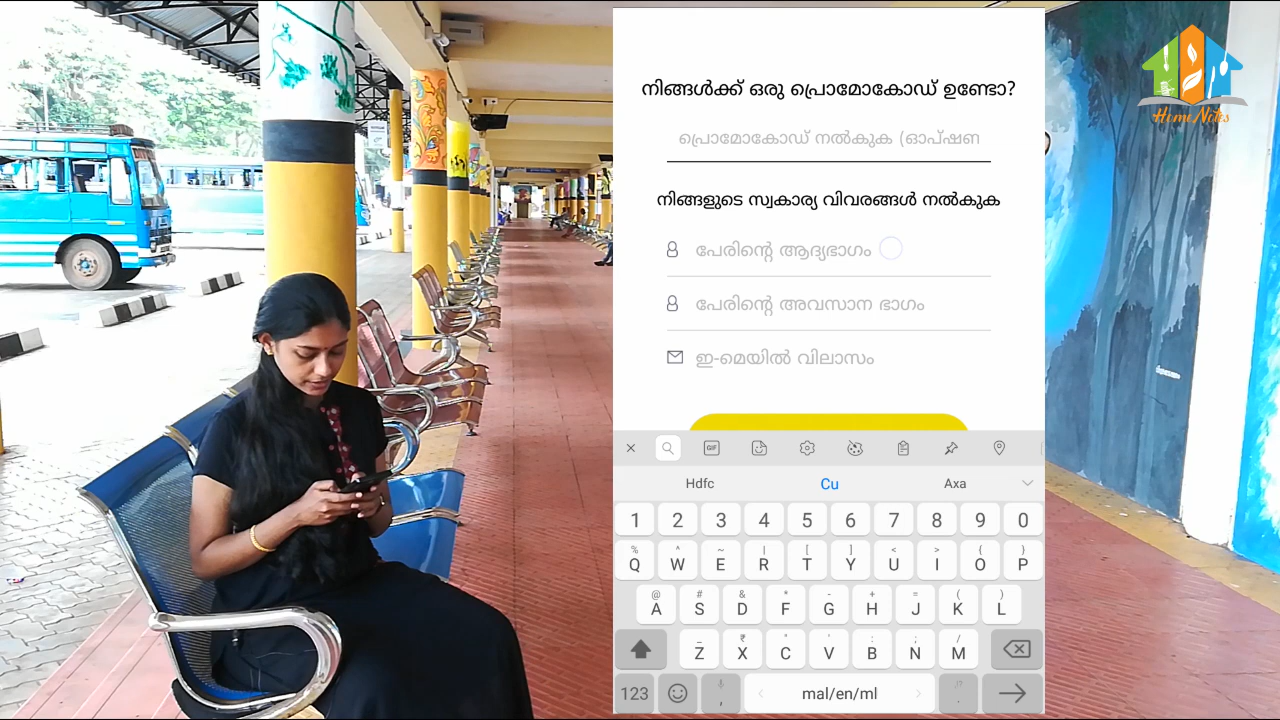 നിങ്ങൾക്ക് ഒരു പ്രൊമോകോഡ് ഉണ്ടോ?
പ്രൊമോകോഡ് നൽകുക (ഓപ്ഷണ
നിങ്ങളുടെ സ്വകാര്യ വിവരങ്ങൾ നൽകുക
പേരിന്റെ ആദ്യഭാഗം
പേരിന്റെ അവസാന ഭാഗം
ഇ-മെയിൽ വിലാസം
Home Notes
GIF
Hdfc Cu Axa
1 2 3 4 5 6 7 8 9 0
% ^ ~ | [ ] < > { }
Q W E R T Y U I O P
@ # & * - + = ( )
A S D F G H J K L
_ ₹ " ' : ; /
Z X C V B N M
123 , mal/en/ml .